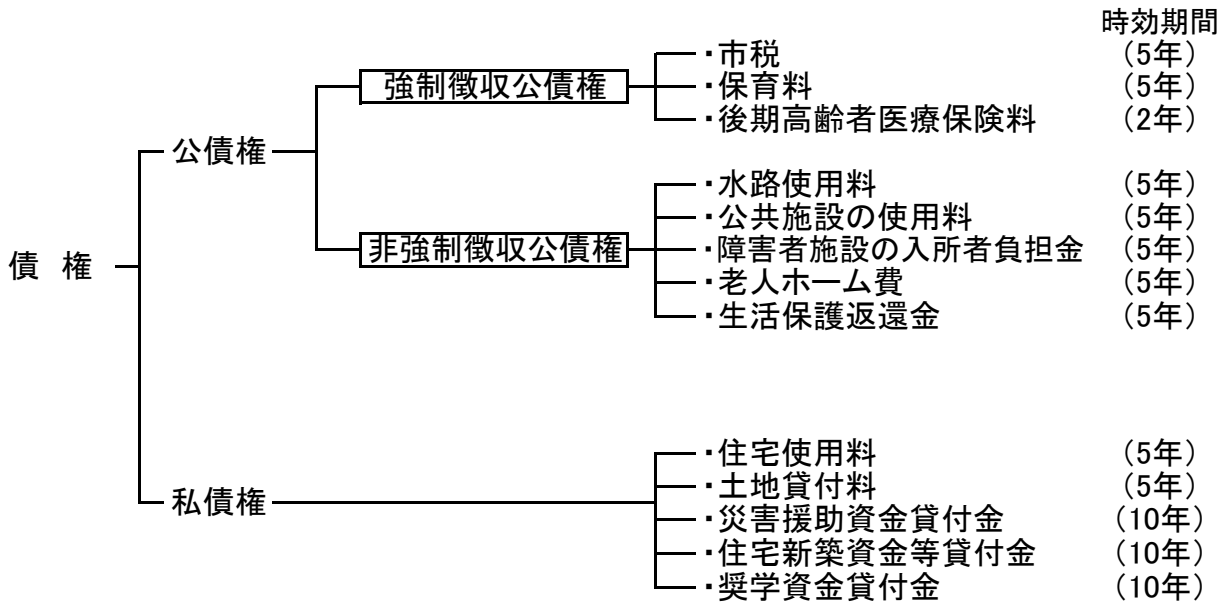 時効期間
・市税 (5年)
強制徴収公債権 ・保育料 (5年)
・後期高齢者医療保険料 (2年)
公債権
・水路使用料 (5年)
・公共施設の使用料 (5年)
非強制徴収公債権 ・障害者施設の入所者負担金 (5年)
債 権
・老人ホーム費 (5年)
・生活保護返還金 (5年)
・住宅使用料 (5年)
・土地貸付料 (5年)
私債権
・災害援助資金貸付金 (10年)
・住宅新築資金等貸付金 (10年)
・奨学資金貸付金 (10年)